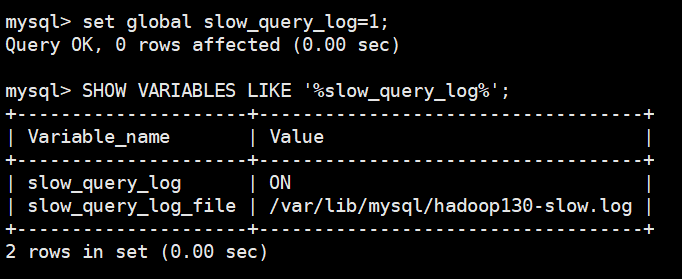 mysql> set global slow_query_log=1;
Query OK, 0 rows affected (0.00 sec)
mysql> SHOW VARIABLES LIKE '%slow_query_log%';
+---------------------+-----------------------------------+
| Variable_name       | Value                             |
+---------------------+-----------------------------------+
| slow_query_log      | ON                                |
| slow_query_log_file | /var/lib/mysql/hadoop130-slow.log |
+---------------------+-----------------------------------+
2 rows in set (0.00 sec)